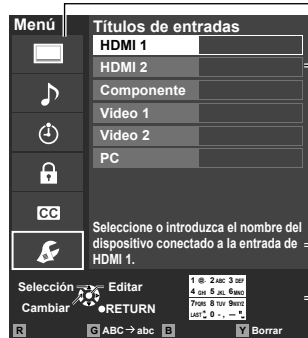 Menú
Títulos de entradas
HDMI 1
HDMI 2
Componente
Video 1
Video 2
PC
CC
Seleccione o introduzca el nombre del
dispositivo conectado a la entrada de
HDMI 1.
Selección
Editar
Cambiar
RETURN
1 @. 2 ABC 3 DEF
4 GHI 5 JKL 6 MNO
7 PQRS 8 TUV 9 WXYZ
LAST 0 - ,
R
G ABC→abc
B
Y Borrar